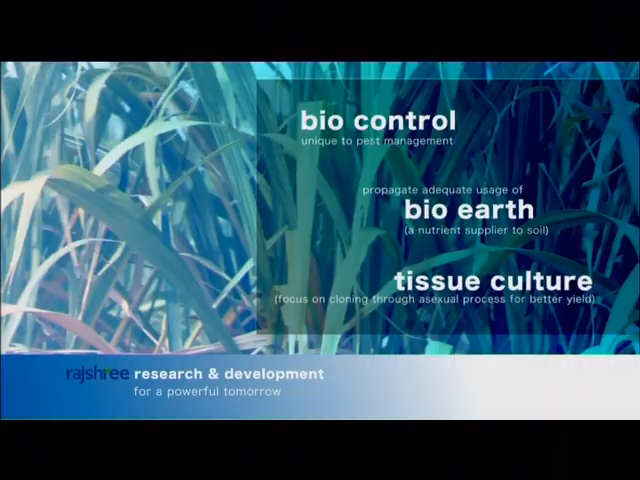 bio control
unique to pest management
propagate adequate usage of
bio earth
(a nutrient supplier to soil)
tissue culture
(focus on cloning through asexual process for better yield)
rajshree research & development
for a powerful tomorrow